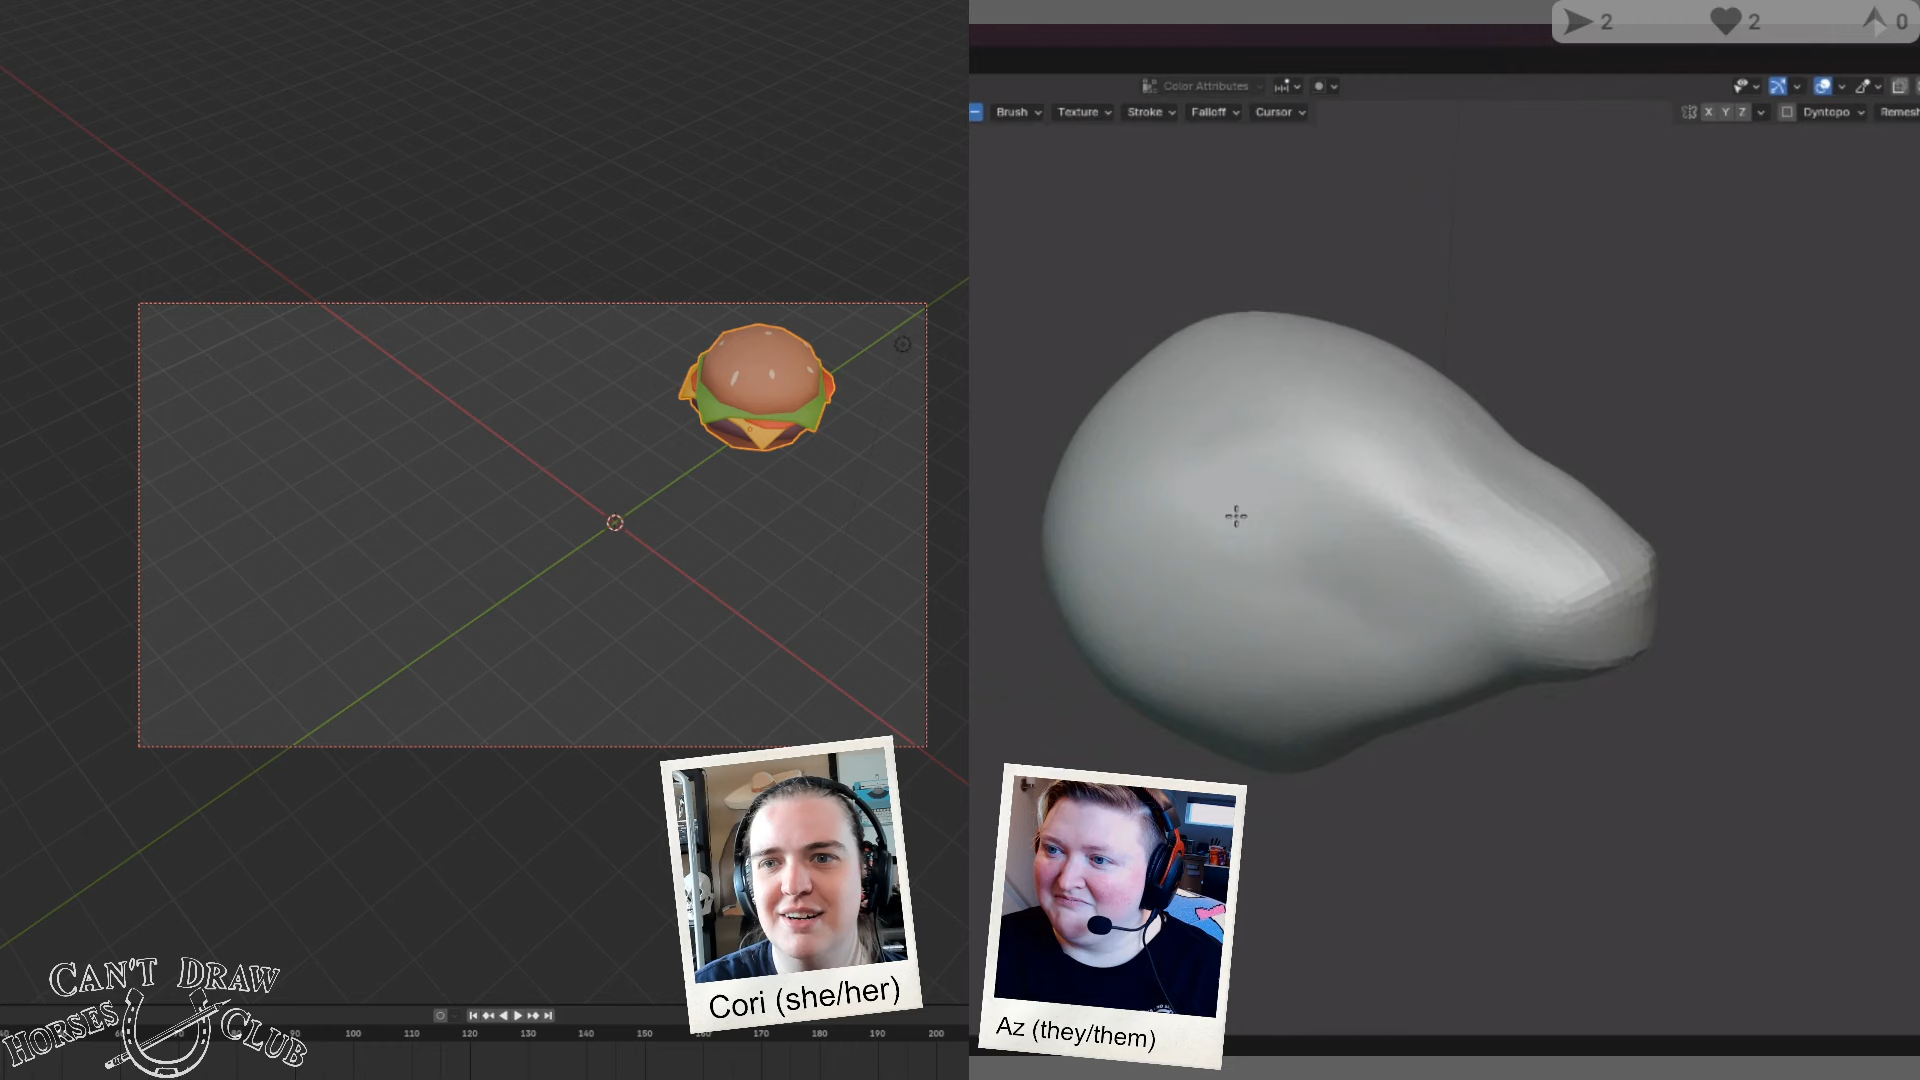 2 2 0
Color Attributes
Brush Texture Stroke Falloff Cursor X Y Z Dyntopo Remesh
CAN'T DRAW
HORSES CLUB
Cori (she/her)
Az (they/them)
90 100 110 120 130 140 150 170 180 190 200